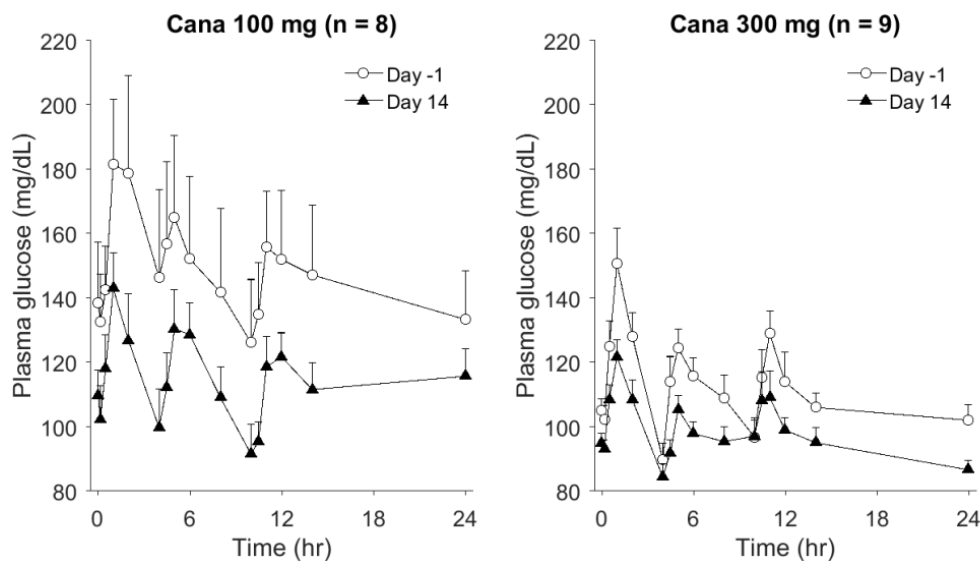 Cana 100 mg (n = 8)
220
200
180
160
140
120
100
80
Plasma glucose (mg/dL)
Day -1
Day 14
0
6
12
18
24
Time (hr)
Cana 300 mg (n = 9)
220
200
180
160
140
120
100
80
Plasma glucose (mg/dL)
Day -1
Day 14
0
6
12
18
24
Time (hr)